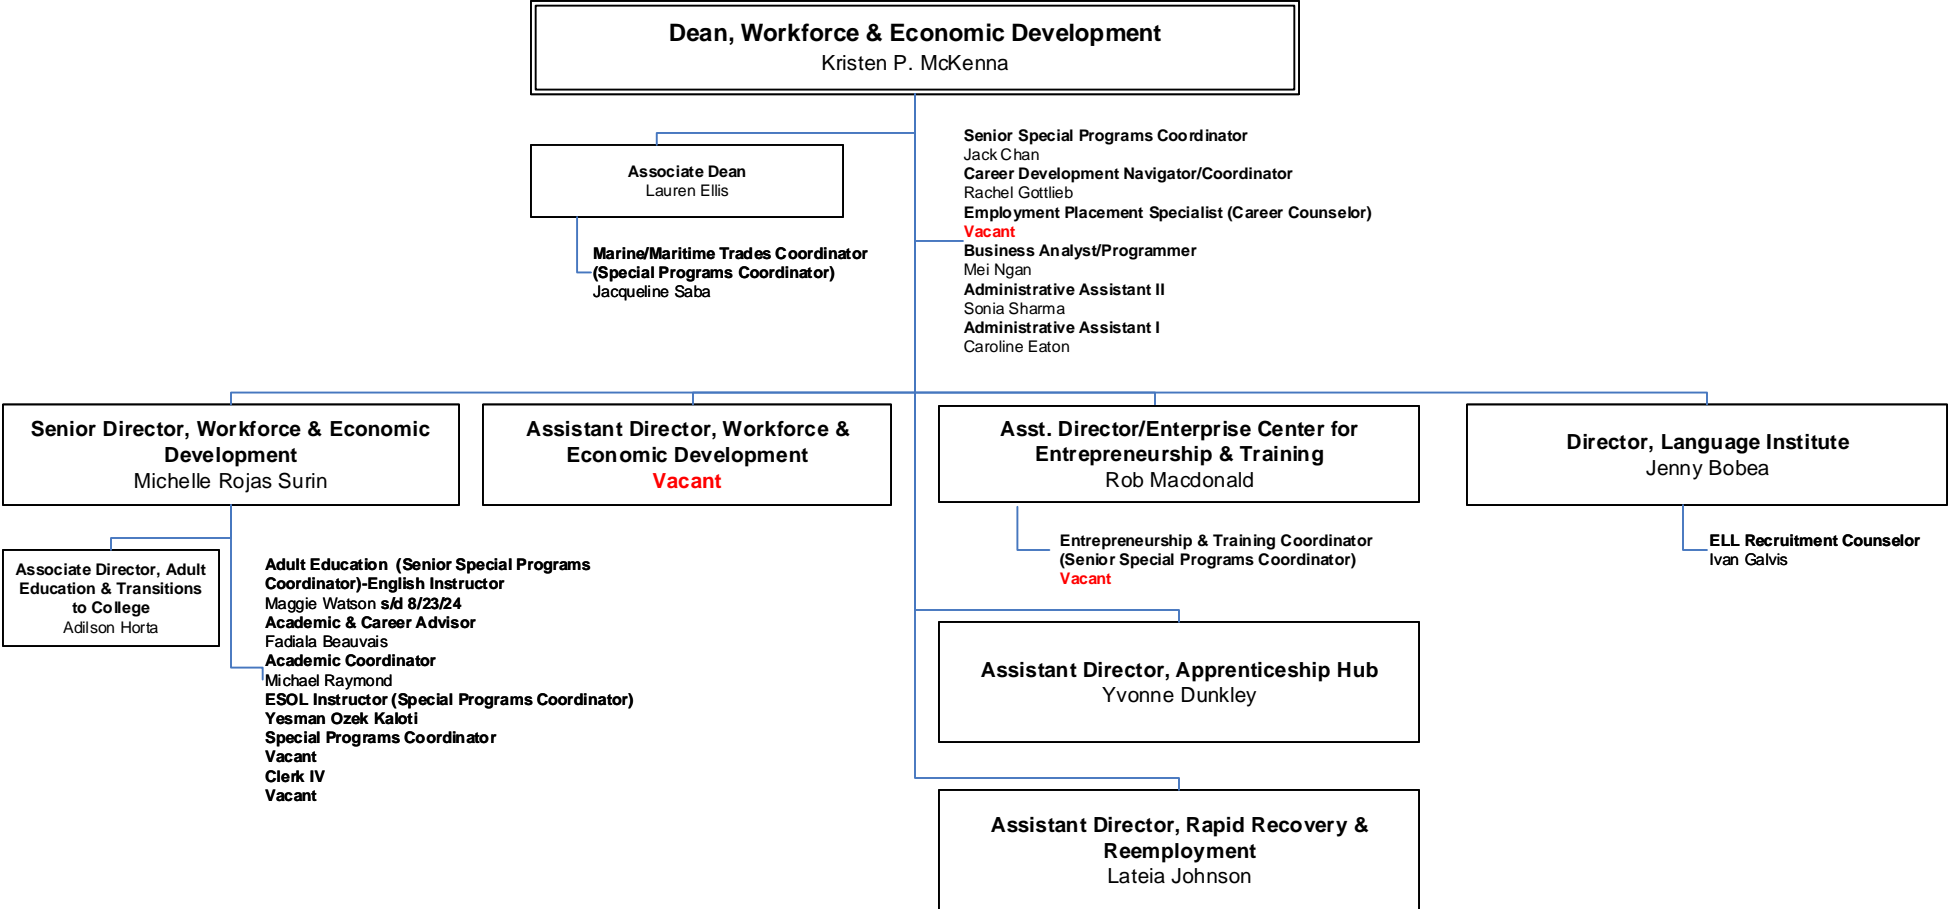 Dean, Workforce & Economic Development
Kristen P. McKenna
Associate Dean
Lauren Ellis
Marine/Maritime Trades Coordinator
(Special Programs Coordinator)
Jacqueline Saba
Senior Special Programs Coordinator
Jack Chan
Career Development Navigator/Coordinator
Rachel Gottlieb
Employment Placement Specialist (Career Counselor)
Vacant
Business Analyst/Programmer
Mei Ngan
Administrative Assistant II
Sonia Sharma
Administrative Assistant I
Caroline Eaton
Senior Director, Workforce & Economic
Development
Michelle Rojas Surin
Assistant Director, Workforce &
Economic Development
Vacant
Asst. Director/Enterprise Center for
Entrepreneurship & Training
Rob Macdonald
Director, Language Institute
Jenny Bobea
Associate Director, Adult
Education & Transitions
to College
Adilson Horta
Adult Education  (Senior Special Programs
Coordinator)-English Instructor
Maggie Watson s/d 8/23/24
Academic & Career Advisor
Fadiala Beauvais
Academic Coordinator
Michael Raymond
ESOL Instructor (Special Programs Coordinator)
Yesman Ozek Kaloti
Special Programs Coordinator
Vacant
Clerk IV
Vacant
Entrepreneurship & Training Coordinator
(Senior Special Programs Coordinator)
Vacant
ELL Recruitment Counselor
Ivan Galvis
Assistant Director, Apprenticeship Hub
Yvonne Dunkley
Assistant Director, Rapid Recovery &
Reemployment
Lateia Johnson